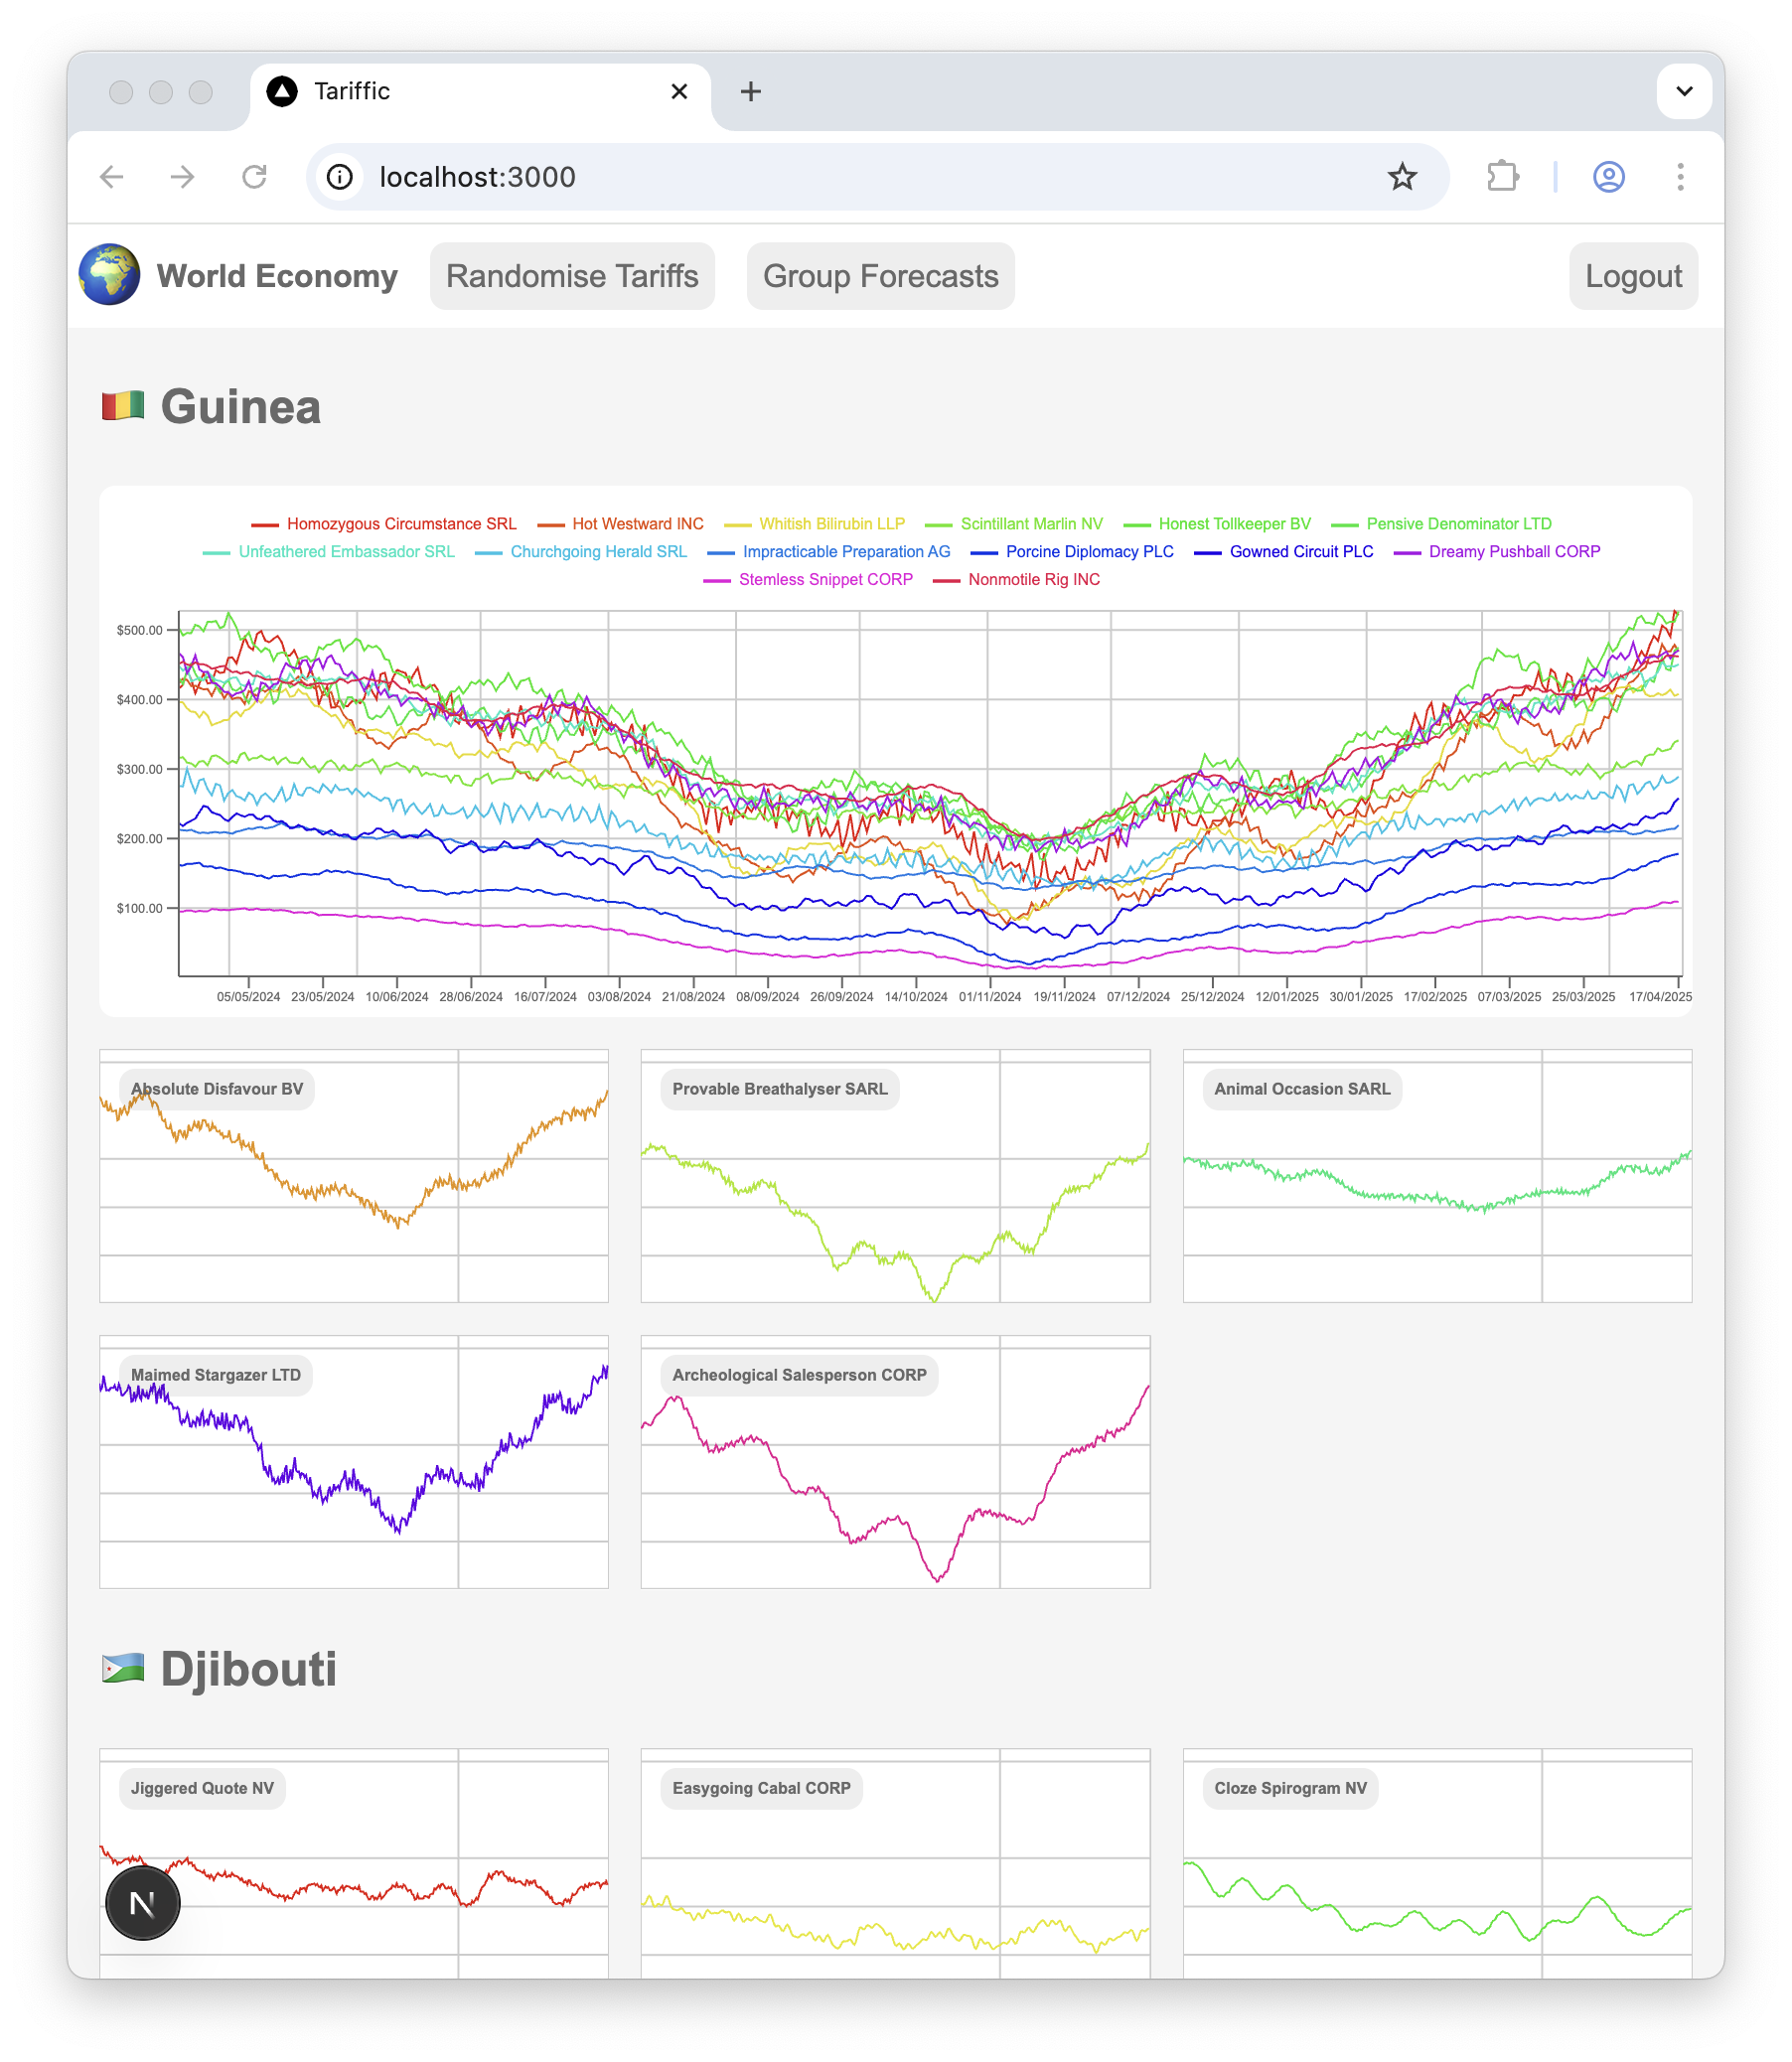 Tariffic
localhost:3000
World Economy Randomise Tariffs Group Forecasts Logout
Guinea
Homozygous Circumstance SRL Hot Westward INC Whitish Bilirubin LLP Scintillant Marlin NV Honest Tollkeeper BV Pensive Denominator LTD
Unfeathered Embassador SRL Churchgoing Herald SRL Impracticable Preparation AG Porcine Diplomacy PLC Gowned Circuit PLC Dreamy Pushball CORP
Stemless Snippet CORP Nonmotile Rig INC
$500.00
$400.00
$300.00
$200.00
$100.00
05/05/2024 23/05/2024 10/06/2024 28/06/2024 16/07/2024 03/08/2024 21/08/2024 08/09/2024 26/09/2024 14/10/2024 01/11/2024 19/11/2024 07/12/2024 25/12/2024 12/01/2025 30/01/2025 17/02/2025 07/03/2025 25/03/2025 17/04/2025
Absolute Disfavour BV Provable Breathalyser SARL Animal Occasion SARL
Maimed Stargazer LTD Archeological Salesperson CORP
Djibouti
Jiggered Quote NV Easygoing Cabal CORP Cloze Spirogram NV
N